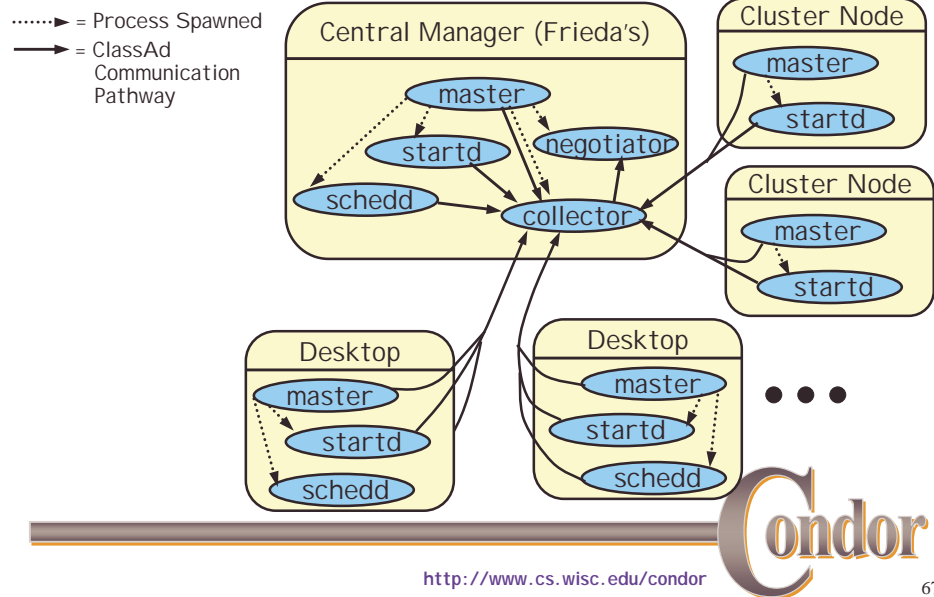 = Process Spawned
= ClassAd
Communication
Pathway
Central Manager (Frieda's)
master
startd
negotiator
schedd
collector
Cluster Node
master
startd
Cluster Node
master
startd
Desktop
master
startd
schedd
Desktop
master
startd
schedd
Condor
http://www.cs.wisc.edu/condor